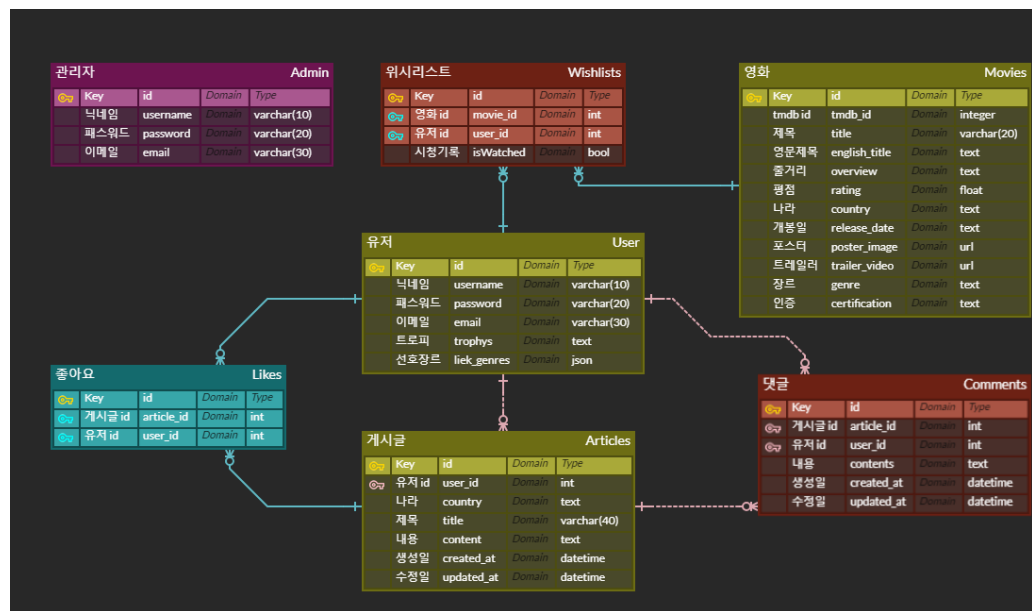 관리자 Admin
Key id Domain Type
닉네임 username Domain varchar(10)
패스워드 password Domain varchar(20)
이메일 email Domain varchar(30)
위시리스트 Wishlists
Key id Domain Type
영화 id movie_id Domain int
유저 id user_id Domain int
시청기록 isWatched Domain bool
영화 Movies
Key id Domain Type
tmdb id tmdb_id Domain integer
제목 title Domain varchar(20)
영문제목 english_title Domain text
줄거리 overview Domain text
평점 rating Domain float
나라 country Domain text
개봉일 release_date Domain text
포스터 poster_image Domain url
트레일러 trailer_video Domain url
장르 genre Domain text
인증 certification Domain text
유저 User
Key id Domain Type
닉네임 username Domain varchar(10)
패스워드 password Domain varchar(20)
이메일 email Domain varchar(30)
트로피 trophys Domain text
선호장르 liek_genres Domain json
좋아요 Likes
Key id Domain Type
게시글 id article_id Domain int
유저 id user_id Domain int
게시글 Articles
Key id Domain Type
유저 id user_id Domain int
나라 country Domain text
제목 title Domain varchar(40)
내용 content Domain text
생성일 created_at Domain datetime
수정일 updated_at Domain datetime
댓글 Comments
Key id Domain Type
게시글 id article_id Domain int
유저 id user_id Domain int
내용 contents Domain text
생성일 created_at Domain datetime
수정일 updated_at Domain datetime